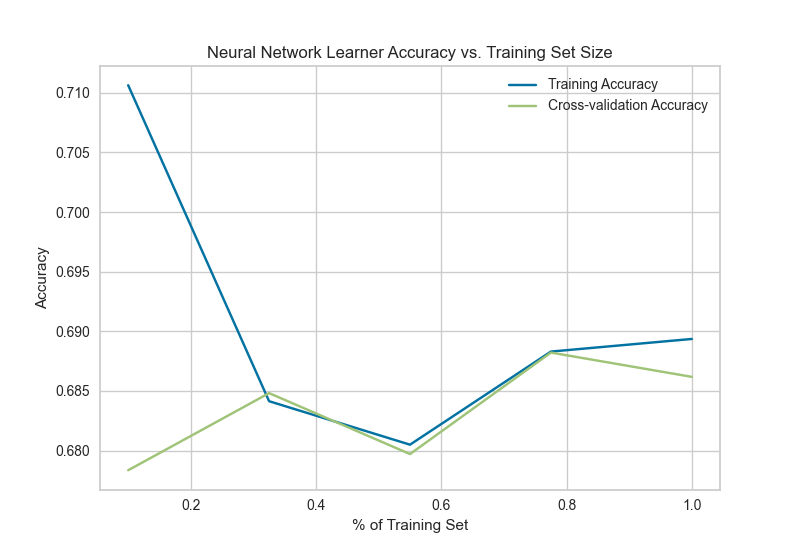 Neural Network Learner Accuracy vs. Training Set Size
Training Accuracy
Cross-validation Accuracy
0.710
0.705
0.700
0.695
0.690
0.685
0.680
Accuracy
0.2 0.4 0.6 0.8 1.0
% of Training Set